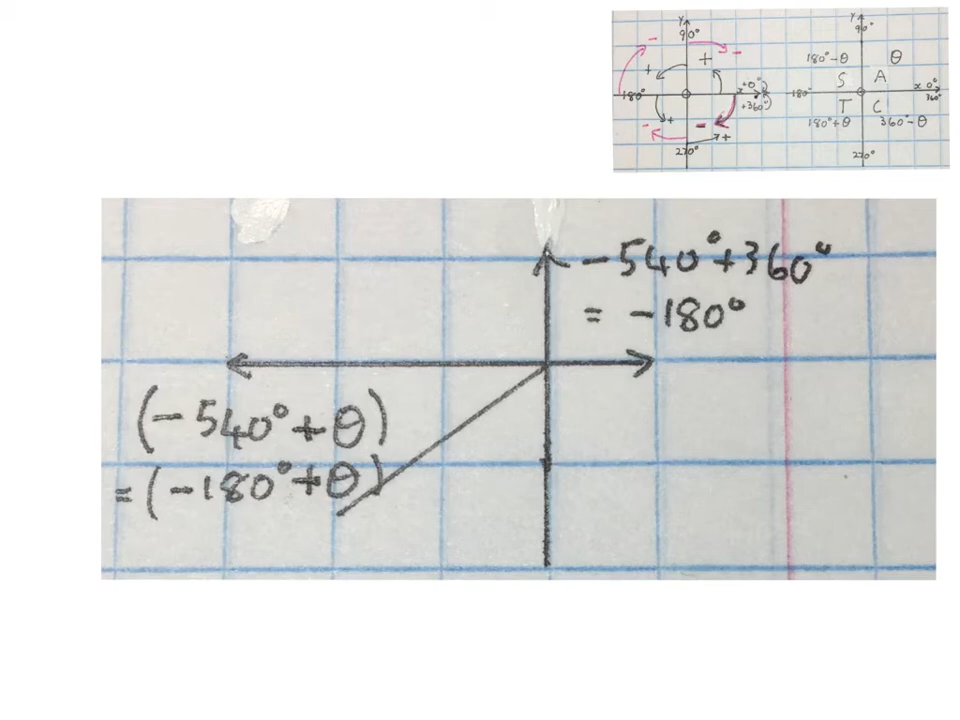 y
90°
-
-
+
+
180°
x
0°
+360°
-
-
+
+
270°
y
90°
180°-θ
θ
S
A
180°
x
0°
360°
T
C
180°+θ
360°-θ
270°
-540°+360°
= -180°
(-540°+θ)
=(-180°+θ)